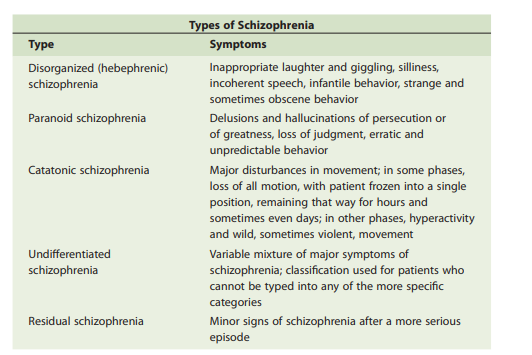 Types of Schizophrenia
Type Symptoms
Disorganized (hebephrenic) schizophrenia
Inappropriate laughter and giggling, silliness,
incoherent speech, infantile behavior, strange and
sometimes obscene behavior
Paranoid schizophrenia
Delusions and hallucinations of persecution or
of greatness, loss of judgment, erratic and
unpredictable behavior
Catatonic schizophrenia
Major disturbances in movement; in some phases,
loss of all motion, with patient frozen into a single
position, remaining that way for hours and
sometimes even days; in other phases, hyperactivity
and wild, sometimes violent, movement
Undifferentiated
schizophrenia
Variable mixture of major symptoms of
schizophrenia; classification used for patients who
cannot be typed into any of the more specific
categories
Residual schizophrenia
Minor signs of schizophrenia after a more serious
episode